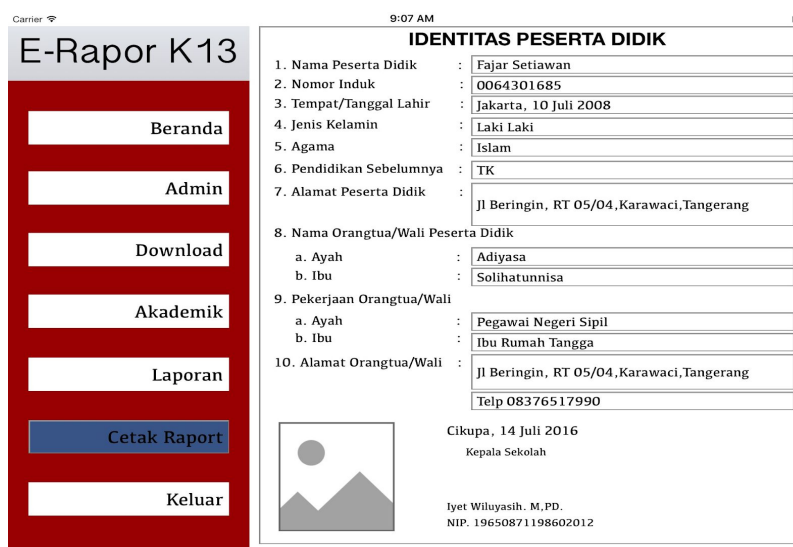 Carrier
9:07 AM
E-Rapor K13
Beranda
Admin
Download
Akademik
Laporan
Cetak Raport
Keluar
IDENTITAS PESERTA DIDIK
1. Nama Peserta Didik : Fajar Setiawan
2. Nomor Induk : 0064301685
3. Tempat/Tanggal Lahir : Jakarta, 10 Juli 2008
4. Jenis Kelamin : Laki Laki
5. Agama : Islam
6. Pendidikan Sebelumnya : TK
7. Alamat Peserta Didik : Jl Beringin, RT 05/04,Karawaci,Tangerang
8. Nama Orangtua/Wali Peserta Didik
a. Ayah : Adiyasa
b. Ibu : Solihatunnisa
9. Pekerjaan Orangtua/Wali
a. Ayah : Pegawai Negeri Sipil
b. Ibu : Ibu Rumah Tangga
10. Alamat Orangtua/Wali : Jl Beringin, RT 05/04,Karawaci,Tangerang
Telp 08376517990
Cikupa, 14 Juli 2016
Kepala Sekolah
Iyet Wiluyasih. M,PD.
NIP. 19650871198602012